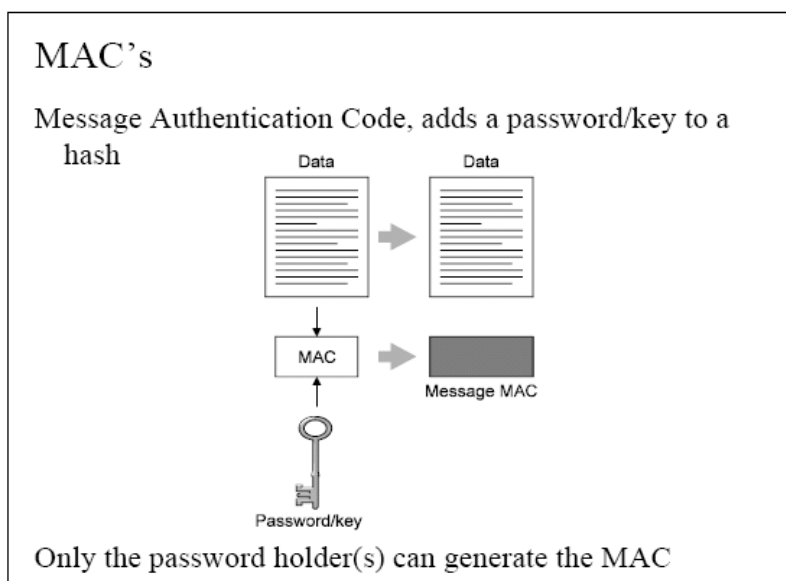 MAC's
Message Authentication Code, adds a password/key to a
hash
Data
Data
MAC
Message MAC
Password/key
Only the password holder(s) can generate the MAC